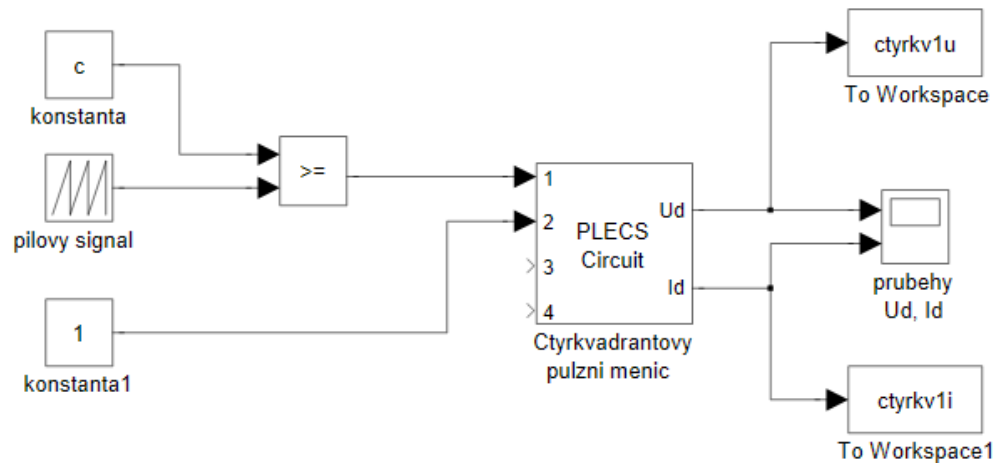 c
konstanta
pilovy signal
1
konstanta1
>=
1
2
3
4
PLECS
Circuit
Ud
Id
Ctyrkvadrantovy
pulzni menic
ctyrkv1u
To Workspace
prubehy
Ud, Id
ctyrkv1i
To Workspace1